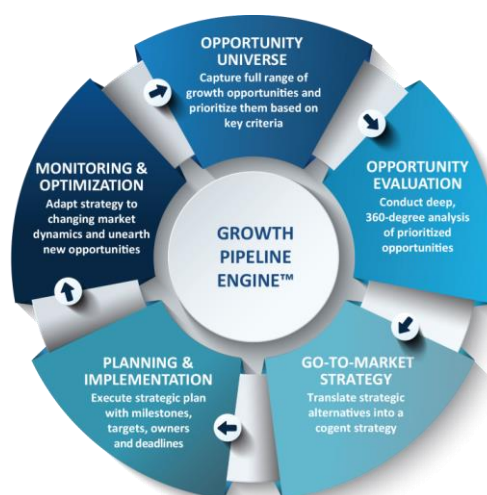 OPPORTUNITY
UNIVERSE
Capture full range of
growth opportunities and
prioritize them based on
key criteria
OPPORTUNITY
EVALUATION
Conduct deep,
360-degree analysis
of prioritized
opportunities
GO-TO-MARKET
STRATEGY
Translate strategic
alternatives into a
cogent strategy
PLANNING &
IMPLEMENTATION
Execute strategic plan
with milestones,
targets, owners
and deadlines
MONITORING &
OPTIMIZATION
Adapt strategy to
changing market
dynamics and unearth
new opportunities
GROWTH
PIPELINE
ENGINE™